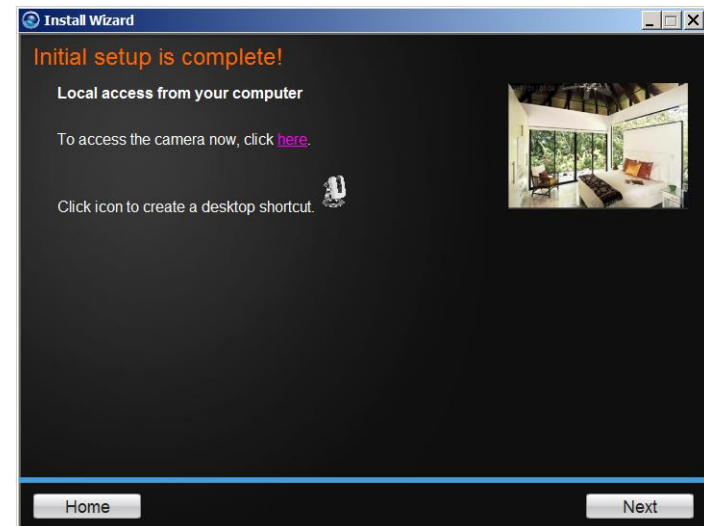 Install Wizard
Initial setup is complete!
Local access from your computer
To access the camera now, click here.
Click icon to create a desktop shortcut.
Home
Next